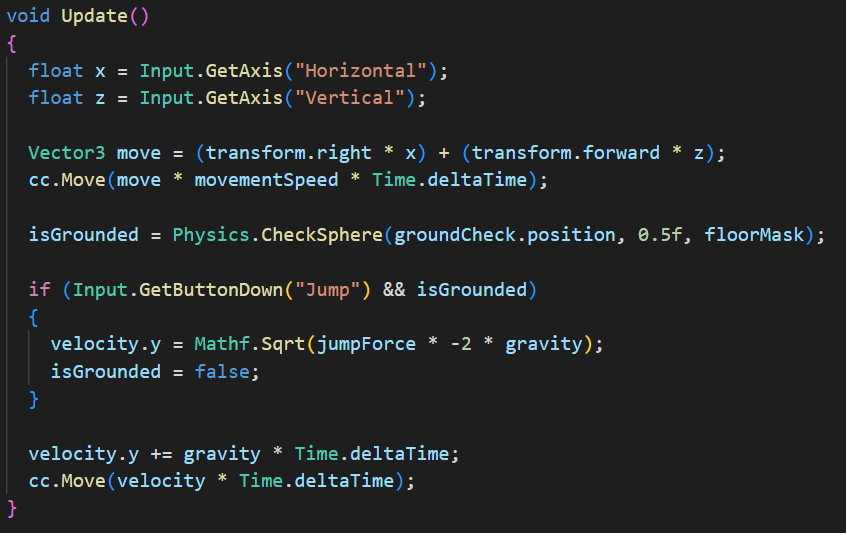 void Update()
{
float x = Input.GetAxis("Horizontal");
float z = Input.GetAxis("Vertical");
Vector3 move = (transform.right * x) + (transform.forward * z);
cc.Move(move * movementSpeed * Time.deltaTime);
isGrounded = Physics.CheckSphere(groundCheck.position, 0.5f, floorMask);
if (Input.GetButtonDown("Jump") && isGrounded)
{
velocity.y = Mathf.Sqrt(jumpForce * -2 * gravity);
isGrounded = false;
}
velocity.y += gravity * Time.deltaTime;
cc.Move(velocity * Time.deltaTime);
}